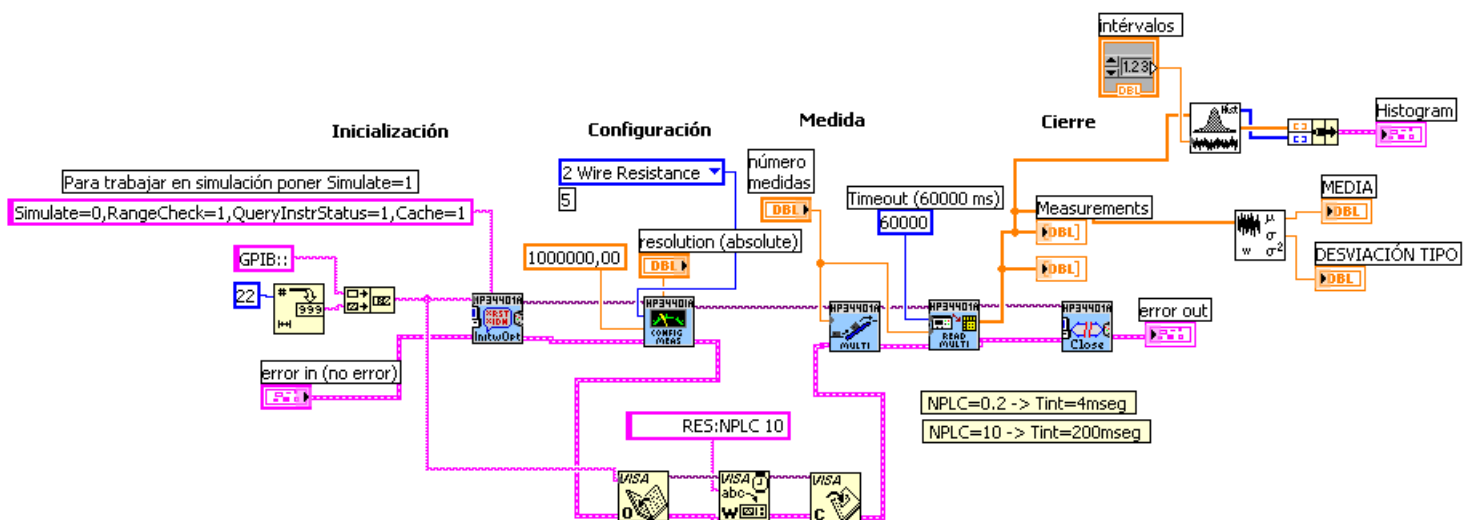 intérvalos
1.23
DBL
Hist
Histogram
Inicialización
Configuración
Medida
Cierre
Para trabajar en simulación poner Simulate=1
Simulate=0,RangeCheck=1,QueryInstrStatus=1,Cache=1
2 Wire Resistance
5
número
medidas
DBL
Timeout (60000 ms)
60000
Measurements
DBL
DBL
MEDIA
DBL
μ
σ
w σ²
DESVIACIÓN TIPO
DBL
GPIB::
22
#
999
1000000,00
resolution (absolute)
DBL
HP34401A
*RST
*IDN
InitwOpt
HP34401A
CONFIG
MEAS
HP34401A
MULTI
HP34401A
READ
MULTI
HP34401A
Close
error out
error in (no error)
NPLC=0.2 -> Tint=4mseg
NPLC=10 -> Tint=200mseg
RES:NPLC 10
VISA
O
VISA
abc
W
VISA
C